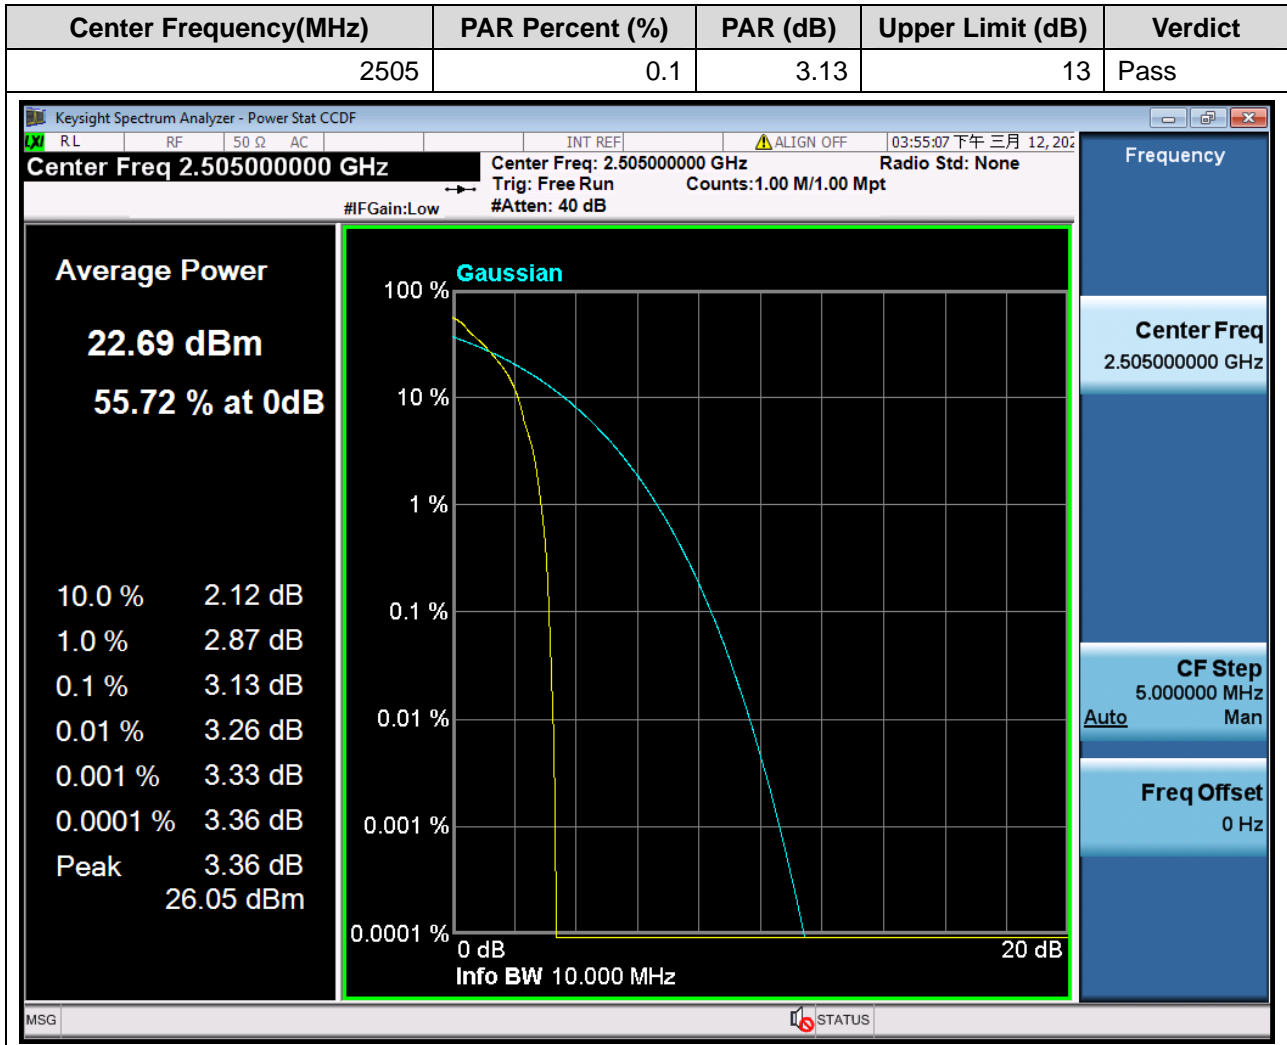 Center Frequency(MHz) PAR Percent (%) PAR (dB) Upper Limit (dB) Verdict
2505 0.1 3.13 13 Pass
Keysight Spectrum Analyzer - Power Stat CCDF
LXI RL RF 50 Ω AC INT REF ALIGN OFF 03:55:07 下午 三月 12, 202
Center Freq 2.505000000 GHz
Center Freq: 2.505000000 GHz Radio Std: None
Trig: Free Run Counts:1.00 M/1.00 Mpt
#IFGain:Low #Atten: 40 dB
Average Power
22.69 dBm
55.72 % at 0dB
10.0 % 2.12 dB
1.0 % 2.87 dB
0.1 % 3.13 dB
0.01 % 3.26 dB
0.001 % 3.33 dB
0.0001 % 3.36 dB
Peak 3.36 dB
26.05 dBm
Gaussian
100 %
10 %
1 %
0.1 %
0.01 %
0.001 %
0.0001 %
0 dB 20 dB
Info BW 10.000 MHz
Frequency
Center Freq
2.505000000 GHz
CF Step
5.000000 MHz
Auto Man
Freq Offset
0 Hz
MSG STATUS